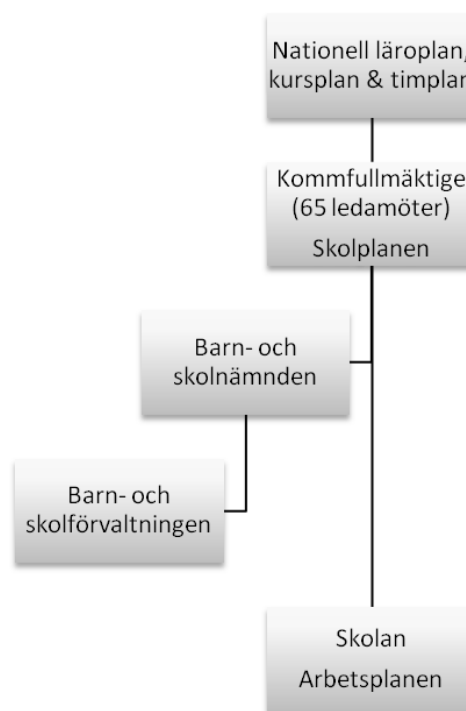 Nationell läroplan,
kursplan & timplan
Kommfullmäktige
(65 ledamöter)
Skolplanen
Barn- och
skolnämnden
Barn- och
skolförvaltningen
Skolan
Arbetsplanen